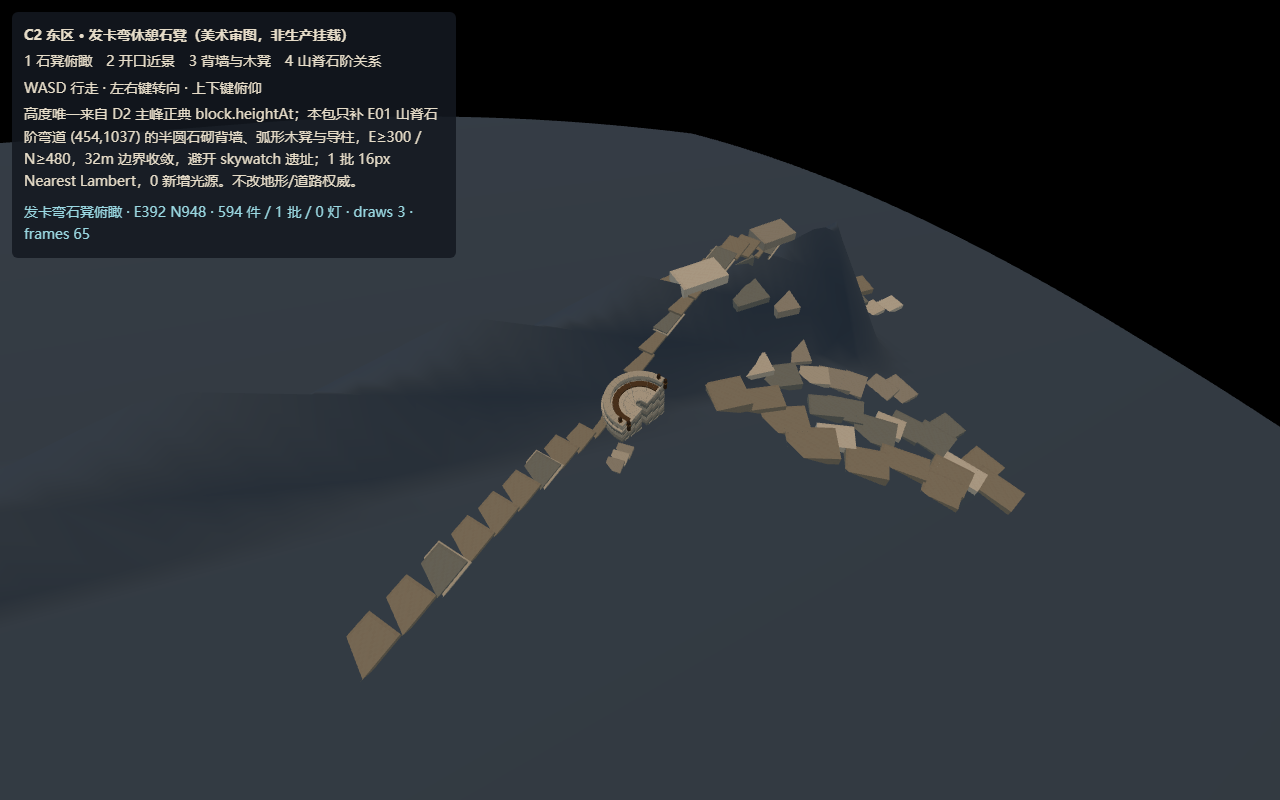 C2 东区 • 发卡弯休憩石凳（美术审图，非生产挂载）
1 石凳俯瞰 2 开口近景 3 背墙与木凳 4 山脊石阶关系
WASD 行走 · 左右键转向 · 上下键俯仰
高度唯一来自 D2 主峰正典 block.heightAt；本包只补 E01 山脊石
阶弯道 (454,1037) 的半圆石砌背墙、弧形木凳与导柱，E≥300 /
N≥480，32m 边界收敛，避开 skywatch 遗址；1 批 16px
Nearest Lambert，0 新增光源。不改地形/道路权威。
发卡弯石凳俯瞰 · E392 N948 · 594 件 / 1 批 / 0 灯 · draws 3 ·
frames 65